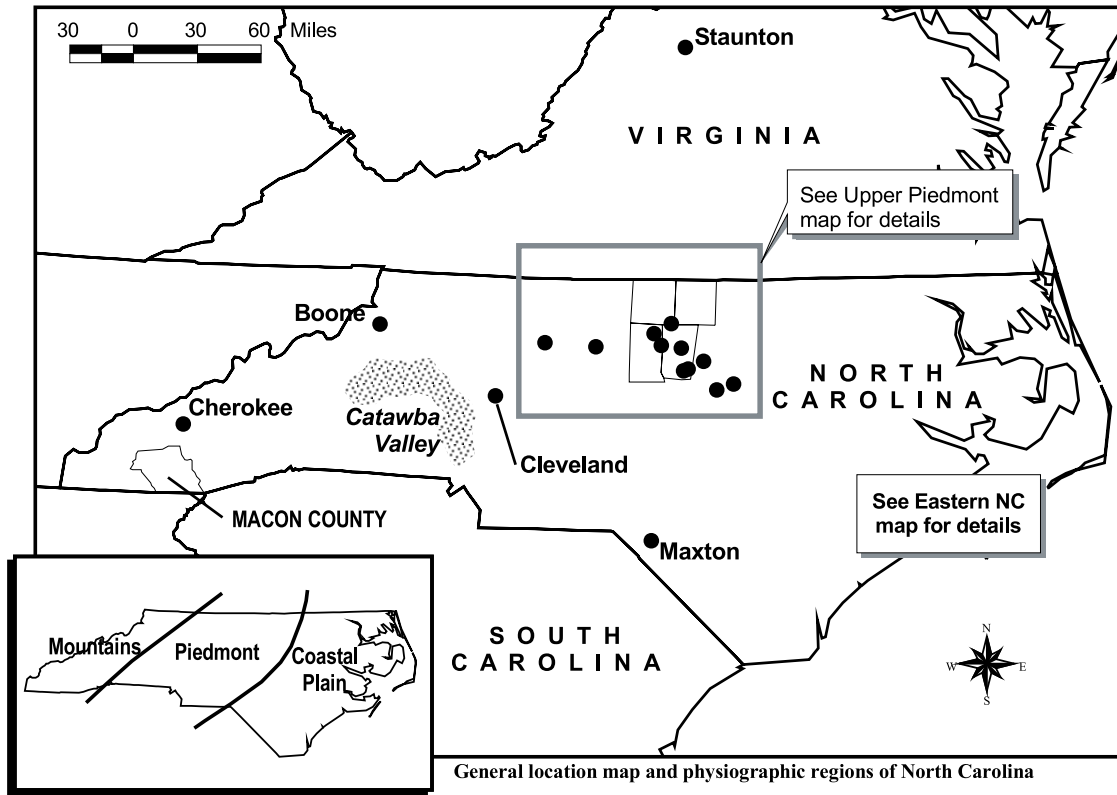 30 0 30 60 Miles
Staunton
VIRGINIA
See Upper Piedmont
map for details
Boone
NORTH
CAROLINA
Cherokee
Catawba
Valley
Cleveland
See Eastern NC
map for details
MACON COUNTY
Maxton
SOUTH
CAROLINA
Mountains
Piedmont
Coastal
Plain
N
W E
S
General location map and physiographic regions of North Carolina